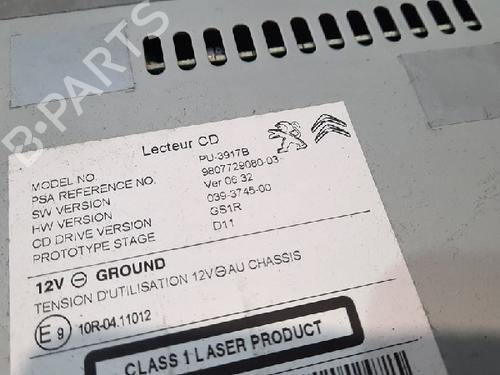 B-PARTS
Lecteur CD
MODEL NO. PU-3917B
PSA REFERENCE NO. 9807729080-03
SW VERSION Ver 06.32
HW VERSION 039-3745-00
CD DRIVE VERSION GS1R
PROTOTYPE STAGE D11
12V ⊖ GROUND
TENSION D'UTILISATION 12V⊖AU CHASSIS
E9 10R-04.11012
CLASS 1 LASER PRODUCT